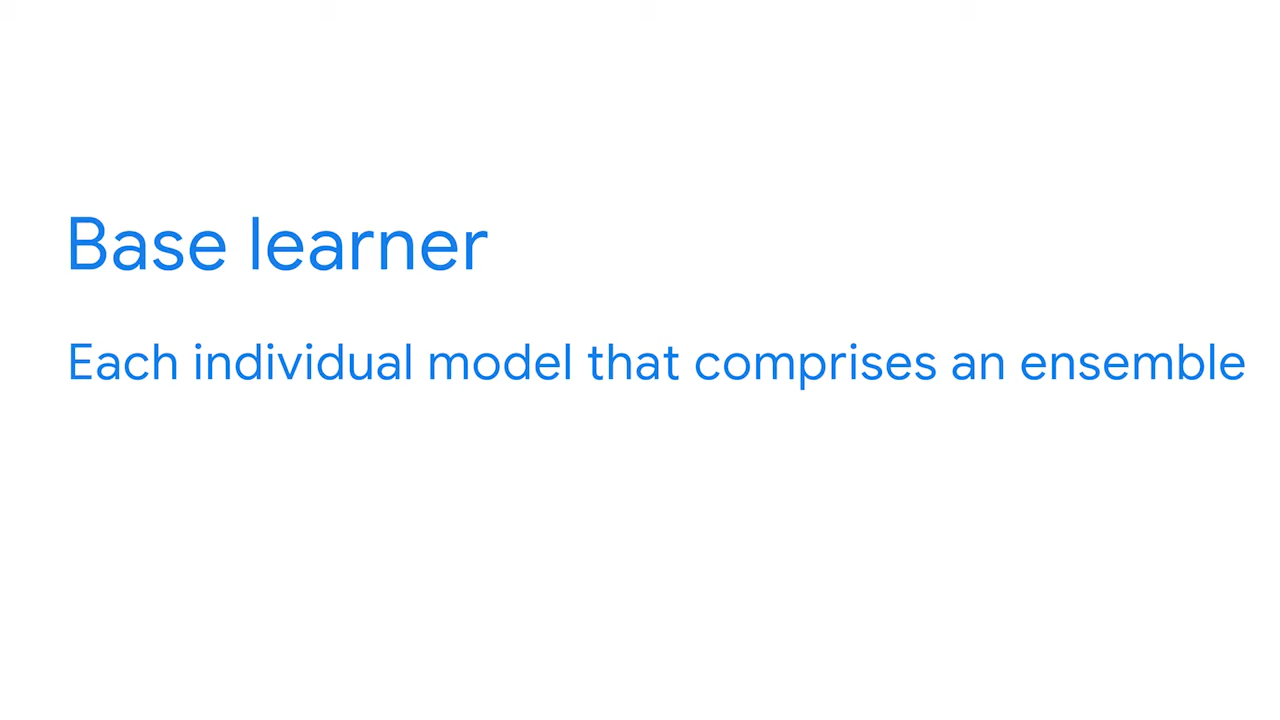 Base learner
Each individual model that comprises an ensemble